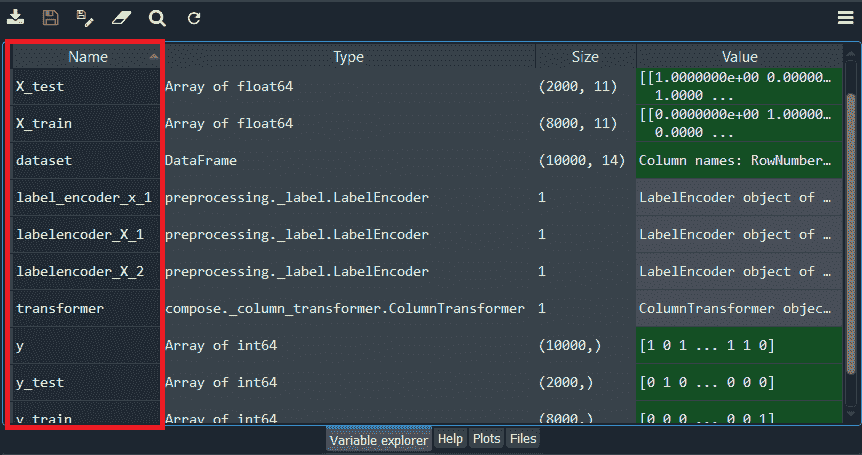 Name Type Size Value
X_test Array of float64 (2000, 11) [[1.0000000e+00 0.00000…
1.0000 ...
X_train Array of float64 (8000, 11) [[0.0000000e+00 1.00000…
0.0000 ...
dataset DataFrame (10000, 14) Column names: RowNumber…
label_encoder_x_1 preprocessing._label.LabelEncoder 1 LabelEncoder object of …
labelencoder_X_1 preprocessing._label.LabelEncoder 1 LabelEncoder object of …
labelencoder_X_2 preprocessing._label.LabelEncoder 1 LabelEncoder object of …
transformer compose._column_transformer.ColumnTransformer 1 ColumnTransformer objec…
y Array of int64 (10000,) [1 0 1 ... 1 1 0]
y_test Array of int64 (2000,) [0 1 0 ... 0 0 0]
y_train Array of int64 (8000,) [0 0 0 ... 0 0 1]
Variable explorer Help Plots Files